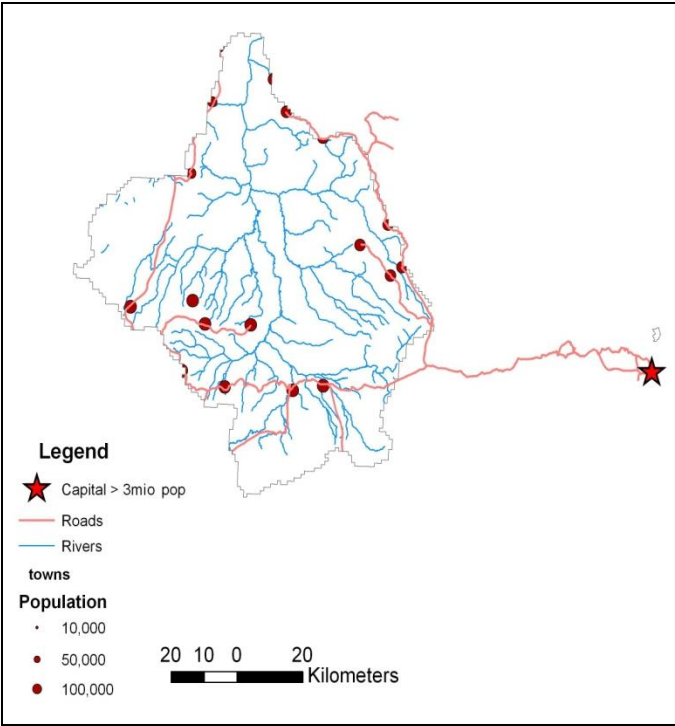 Legend
Capital > 3mio pop
Roads
Rivers
towns
Population
10,000
50,000
100,000
20 10 0 20
Kilometers